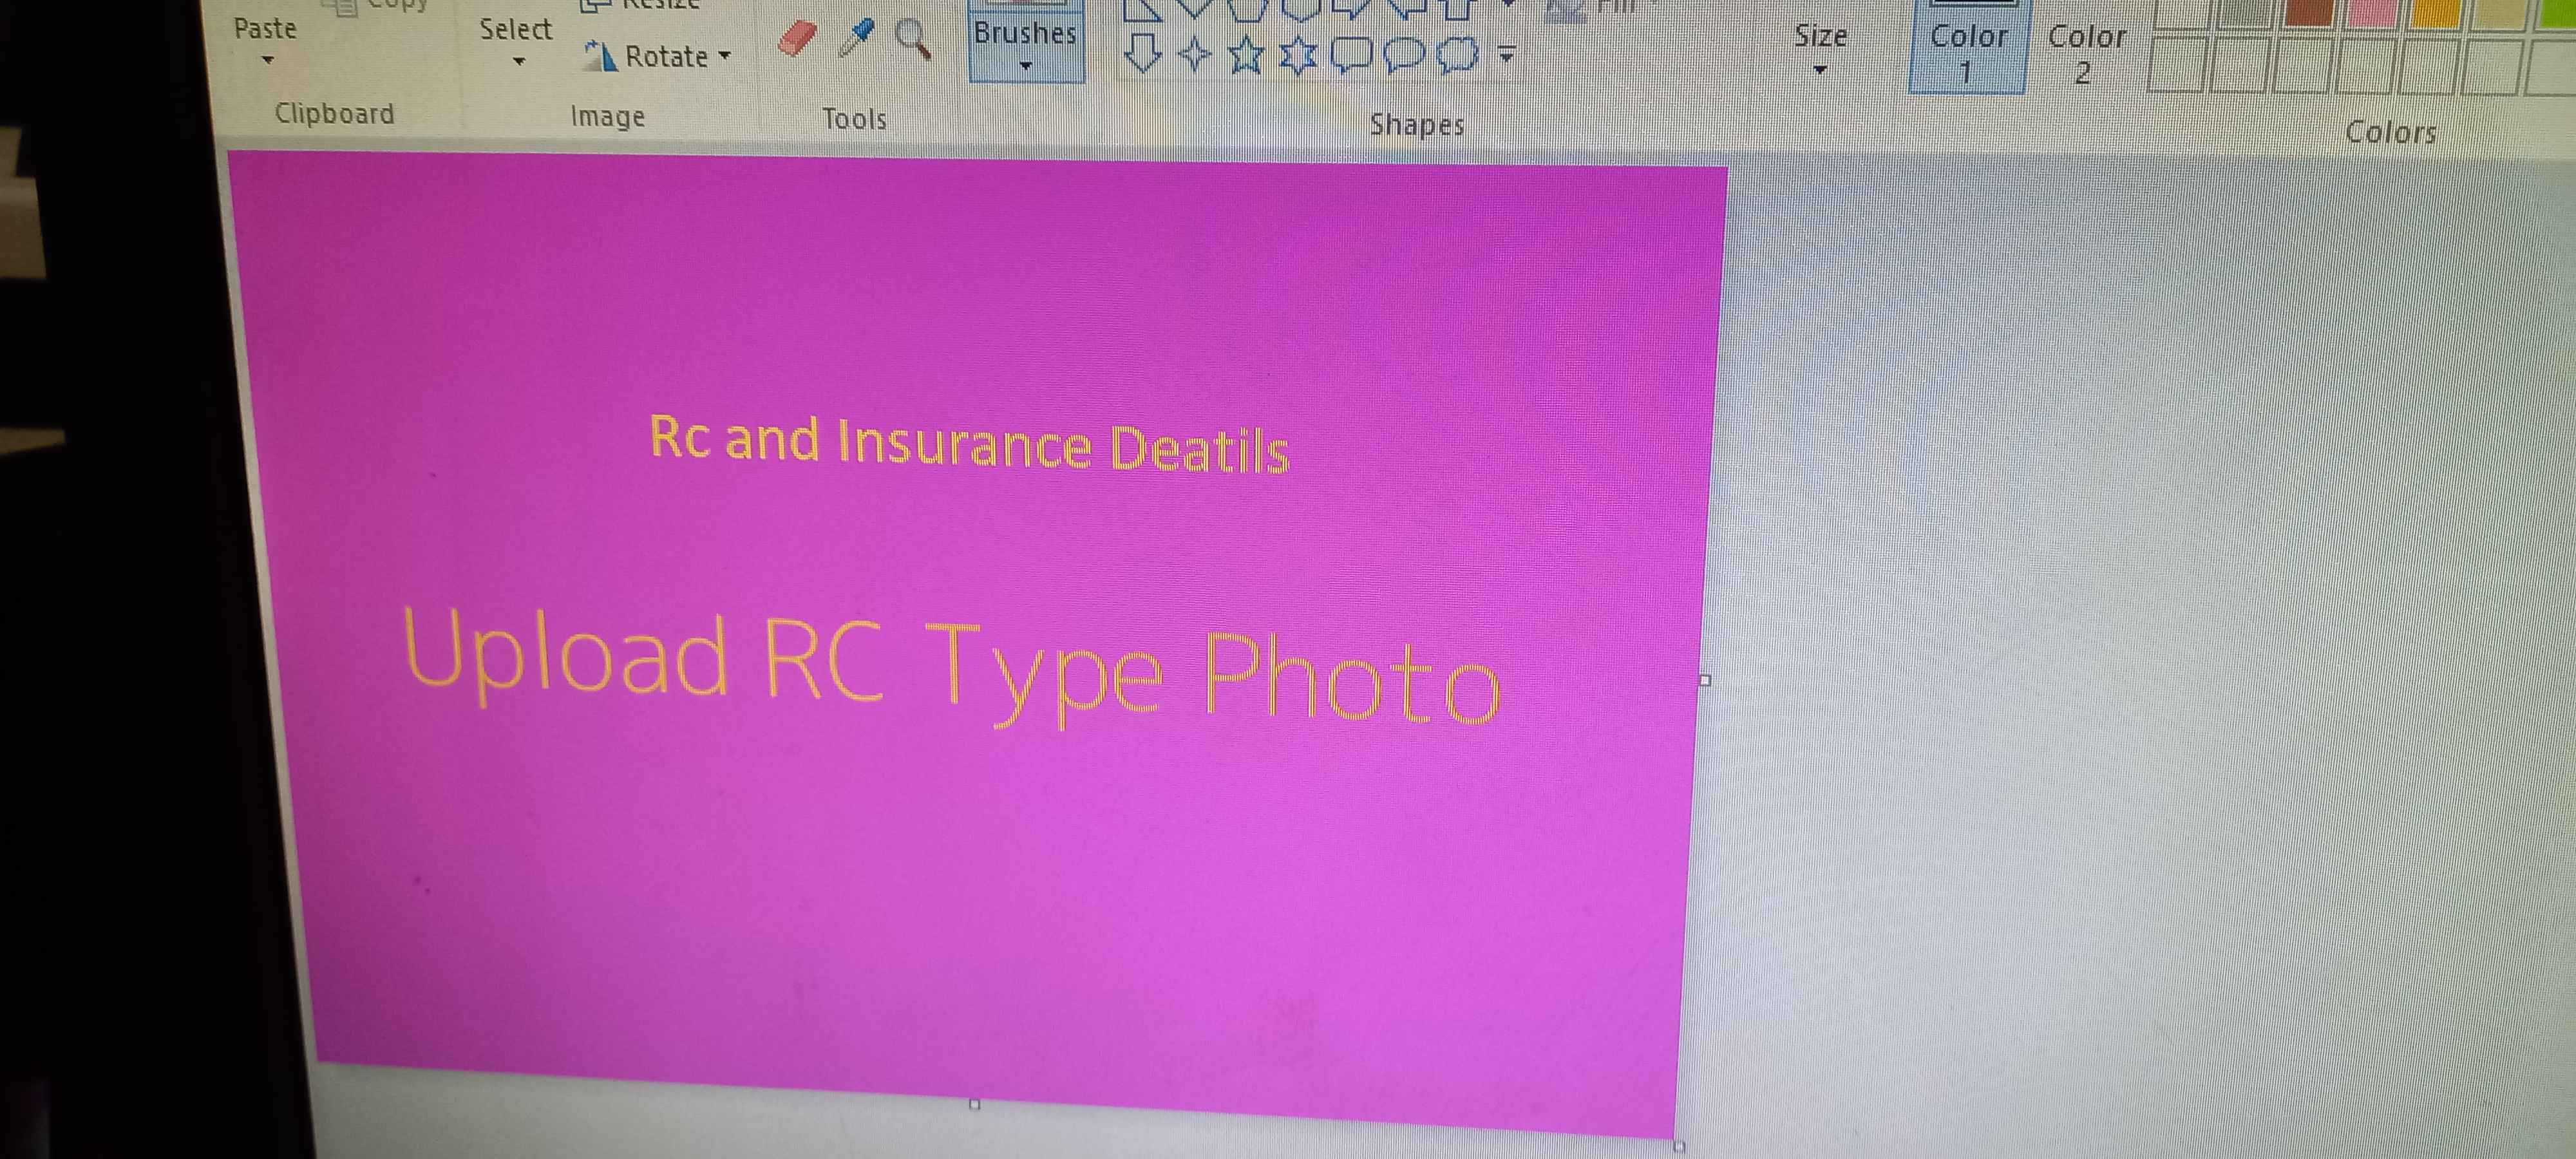 Copy
Resize
Paste
Select
Rotate
Brushes
Size
Color 1
Color 2
Clipboard
Image
Tools
Shapes
Colors
Rc and Insurance Deatils
Upload RC Type Photo